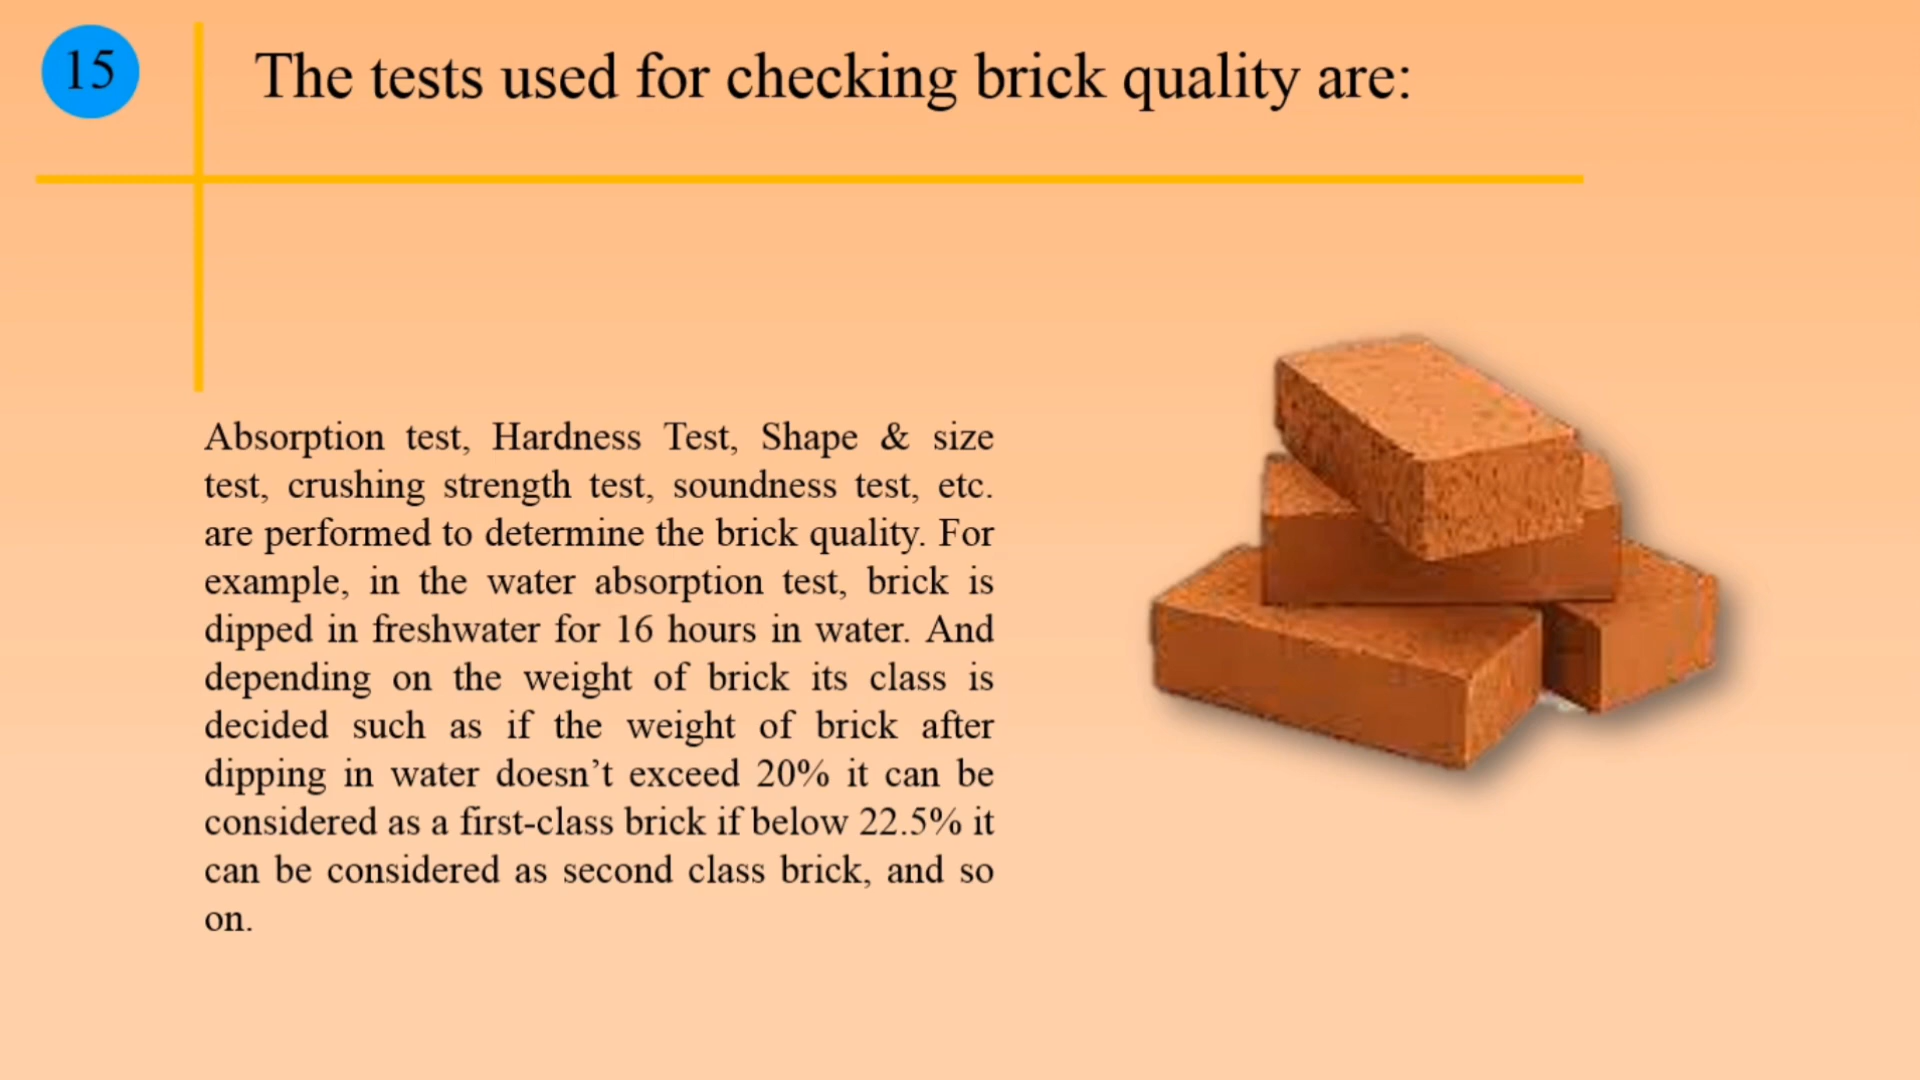 15
The tests used for checking brick quality are:
Absorption test, Hardness Test, Shape & size
test, crushing strength test, soundness test, etc.
are performed to determine the brick quality. For
example, in the water absorption test, brick is
dipped in freshwater for 16 hours in water. And
depending on the weight of brick its class is
decided such as if the weight of brick after
dipping in water doesn’t exceed 20% it can be
considered as a first-class brick if below 22.5% it
can be considered as second class brick, and so
on.